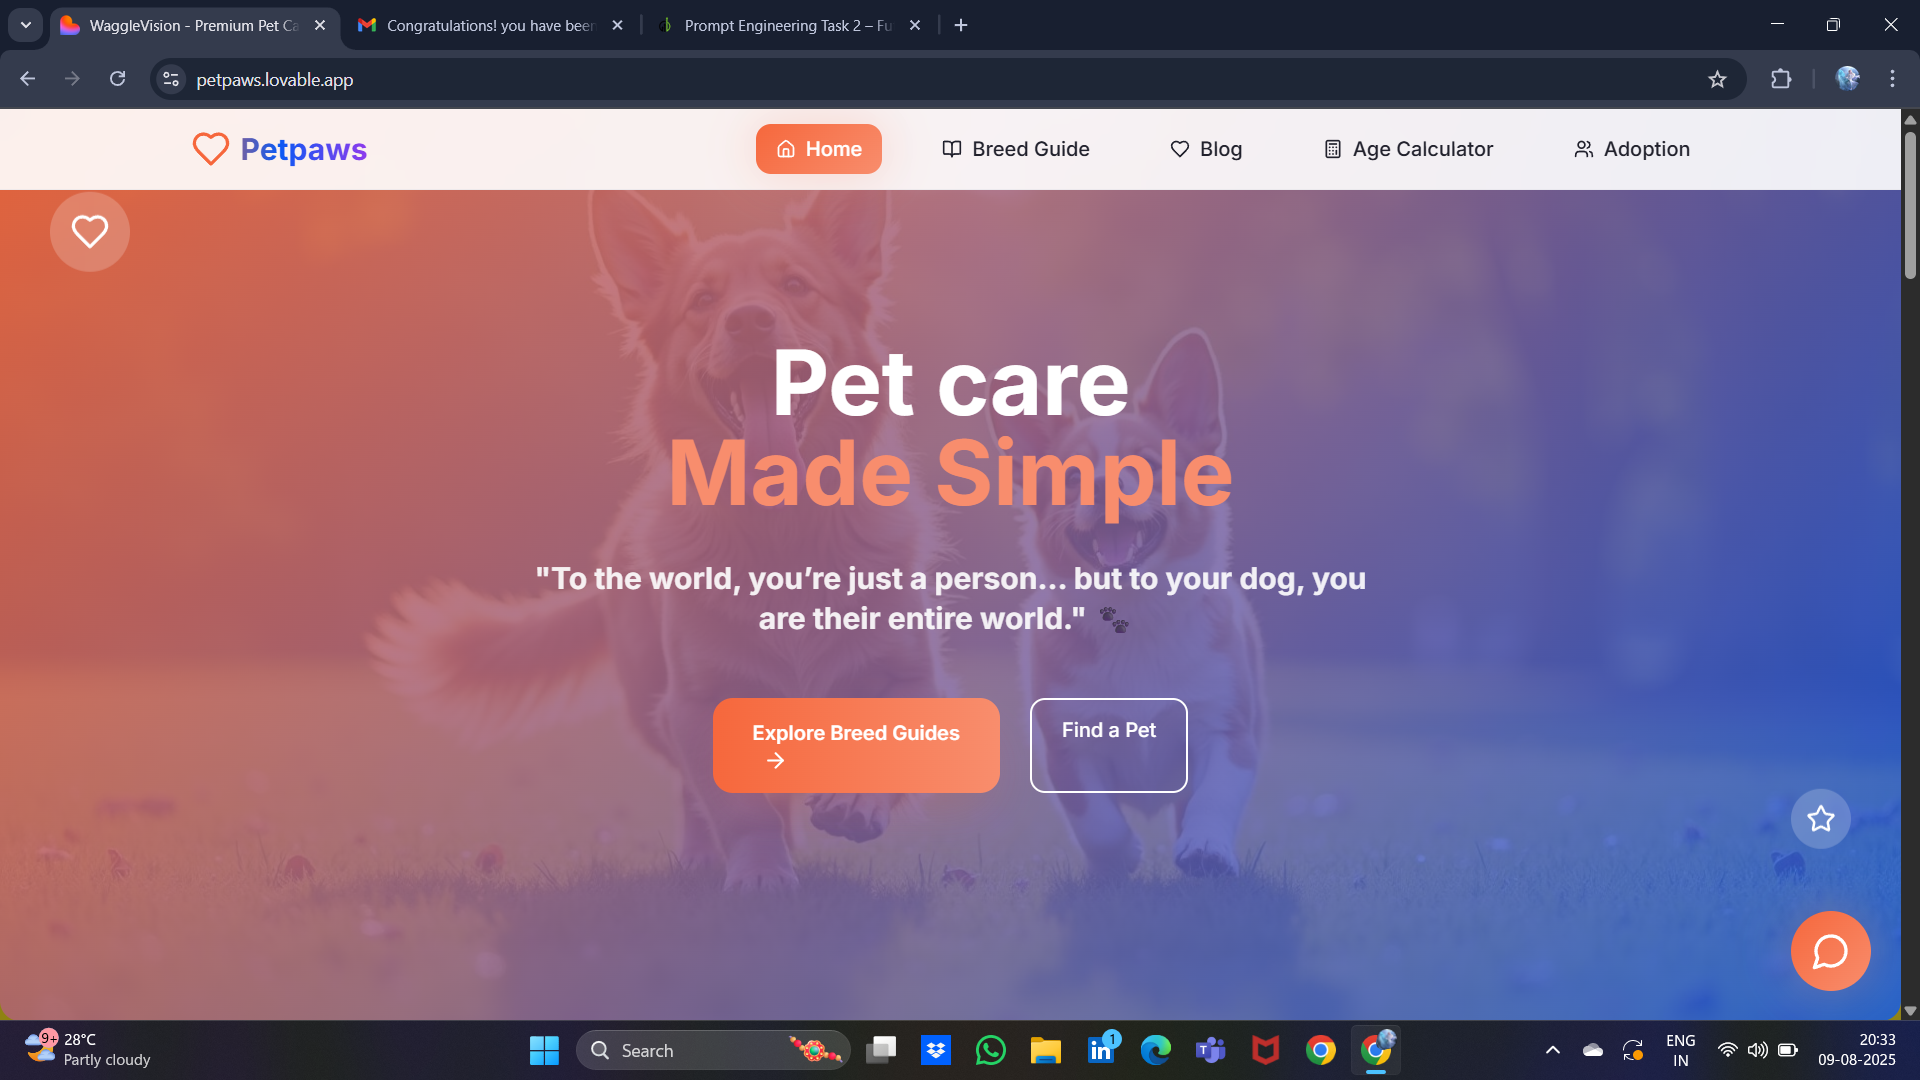 WaggleVision - Premium Pet Ca
Congratulations! you have been
Prompt Engineering Task 2 – Fu
petpaws.lovable.app
Petpaws
Home
Breed Guide
Blog
Age Calculator
Adoption
Pet care
Made Simple
"To the world, you’re just a person... but to your dog, you
are their entire world." 🐾
Explore Breed Guides
→
Find a Pet
9+
28°C
Partly cloudy
Search
1
ENG
IN
20:33
09-08-2025